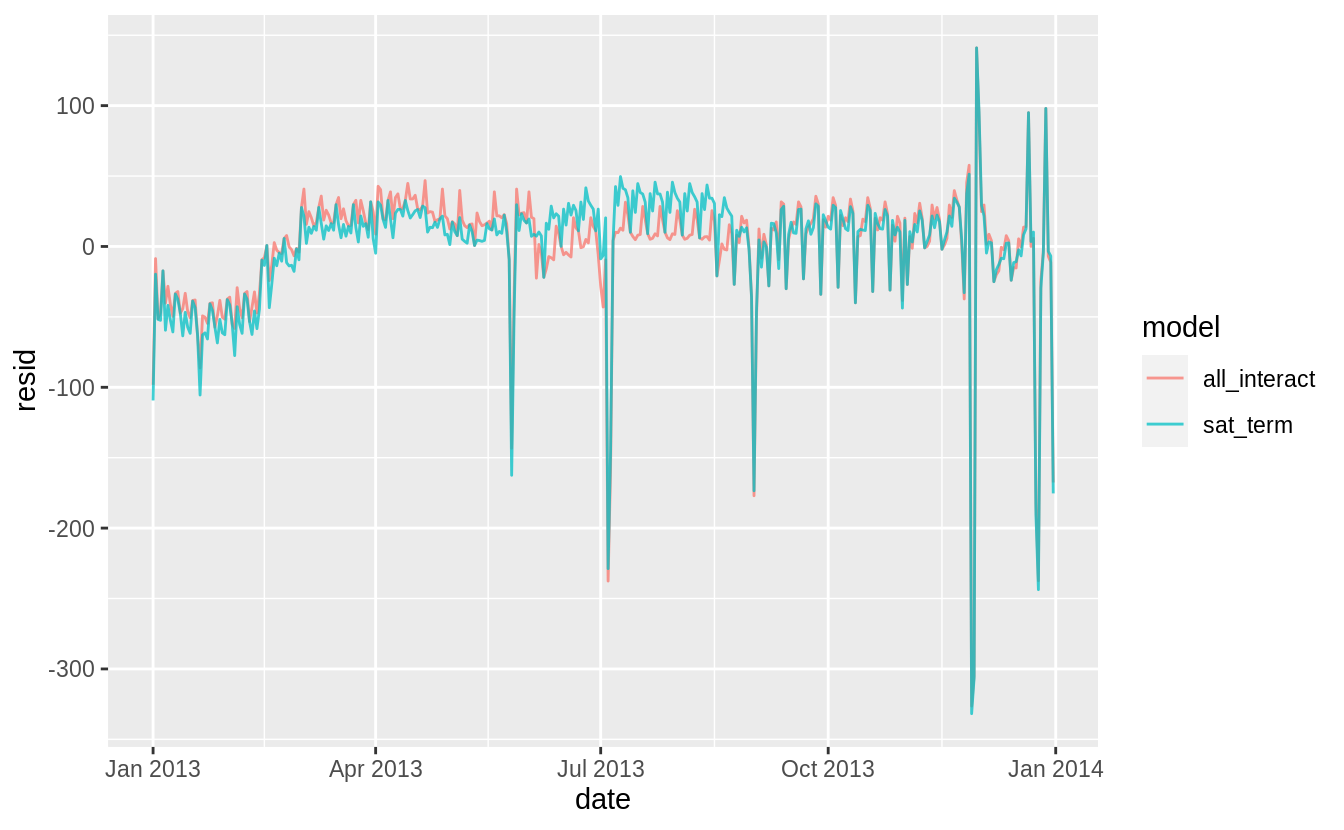 100
0
-100
-200
-300
resid
Jan 2013
Apr 2013
Jul 2013
Oct 2013
Jan 2014
date
model
all_interact
sat_term